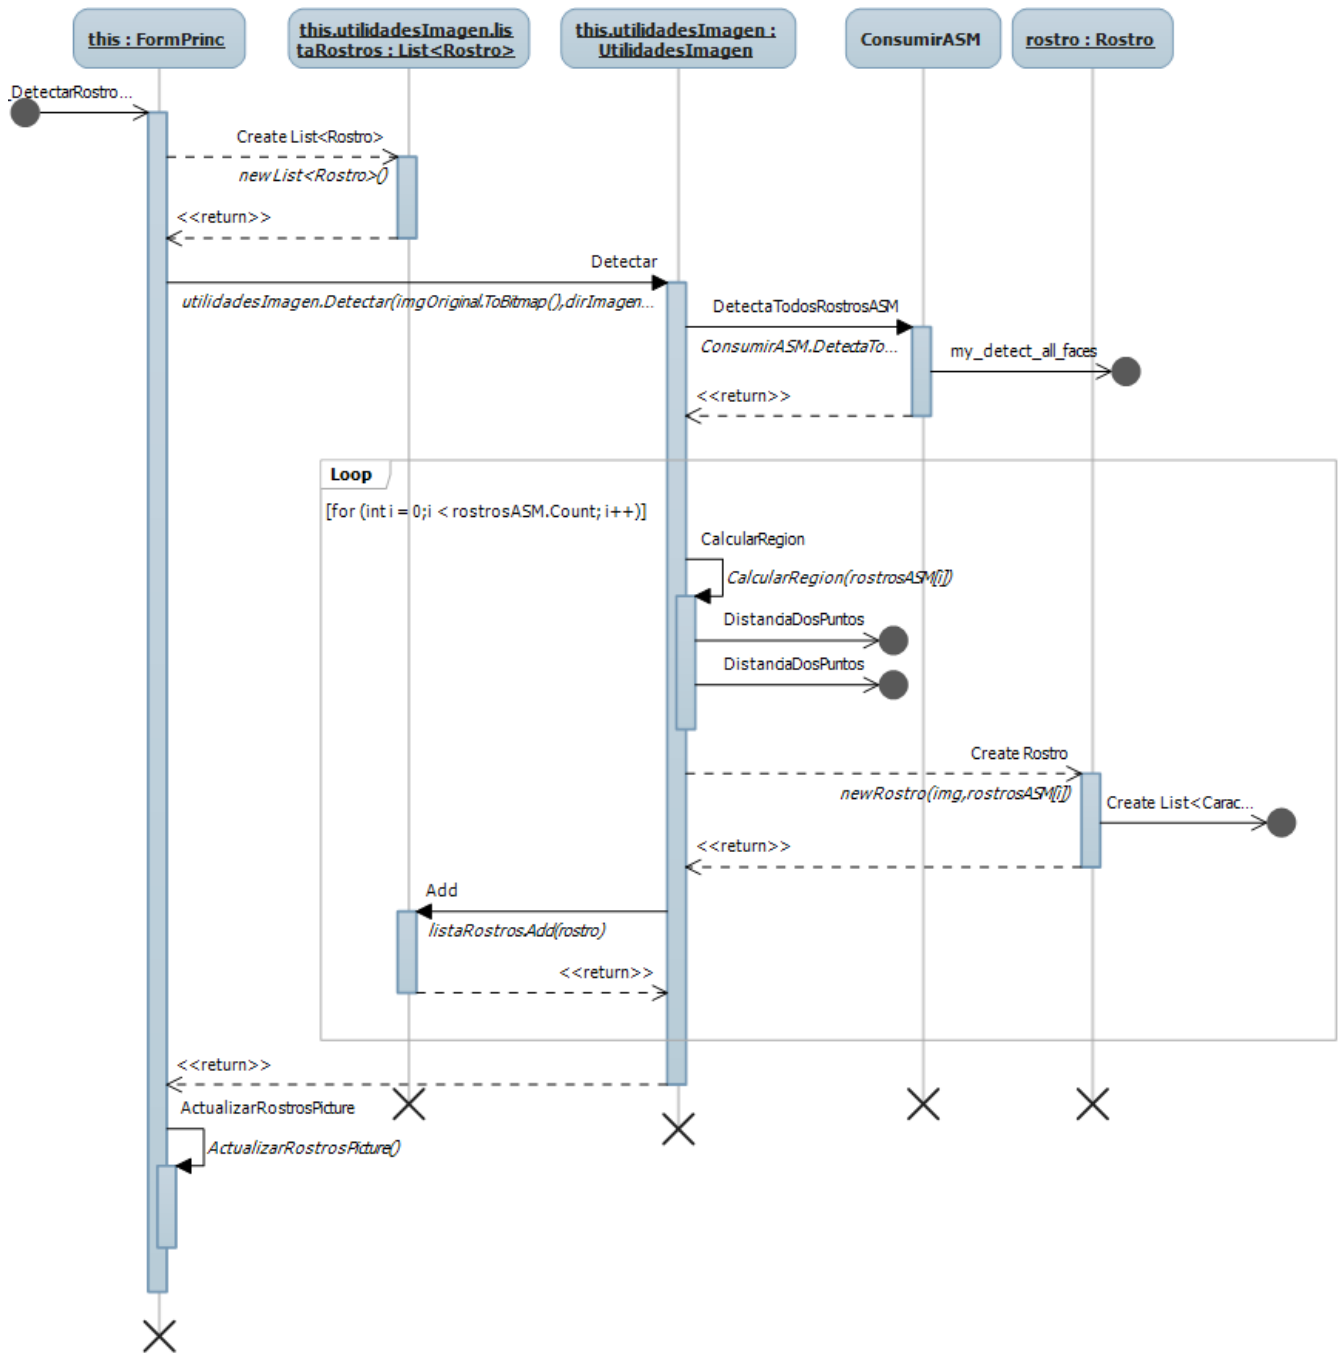 this : FormPrinc
this.utilidadesImagen.lis
taRostros : List<Rostro>
this.utilidadesImagen :
UtilidadesImagen
ConsumirASM
rostro : Rostro
_DetectarRostro...
Create List<Rostro>
new List<Rostro>()
<<return>>
Detectar
utilidadesImagen.Detectar(imgOriginal.ToBitmap(),dirImagen...
DetectaTodosRostrosASM
ConsumirASM.DetectaTo...
my_detect_all_faces
<<return>>
Loop
[for (int i = 0;i < rostrosASM.Count; i++)]
CalcularRegion
CalcularRegion(rostrosASM[i])
DistanciaDosPuntos
DistanciaDosPuntos
Create Rostro
new Rostro(img,rostrosASM[i])
Create List<Carac...
<<return>>
Add
listaRostros.Add(rostro)
<<return>>
<<return>>
ActualizarRostrosPicture
ActualizarRostrosPicture()